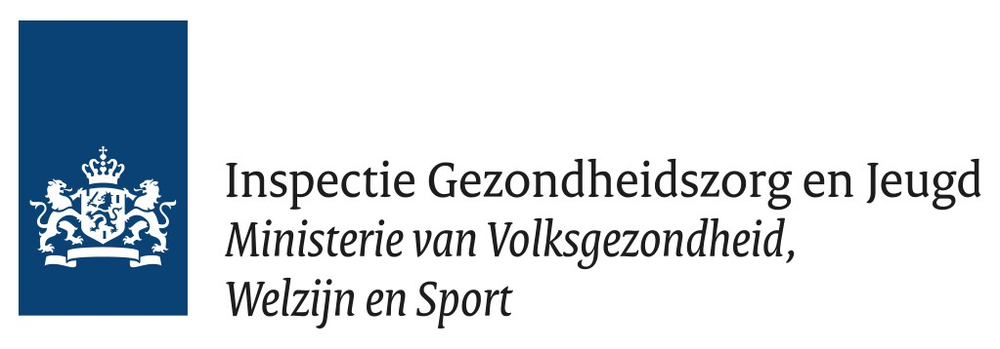 Inspectie Gezondheidszorg en Jeugd
Ministerie van Volksgezondheid,
Welzijn en Sport